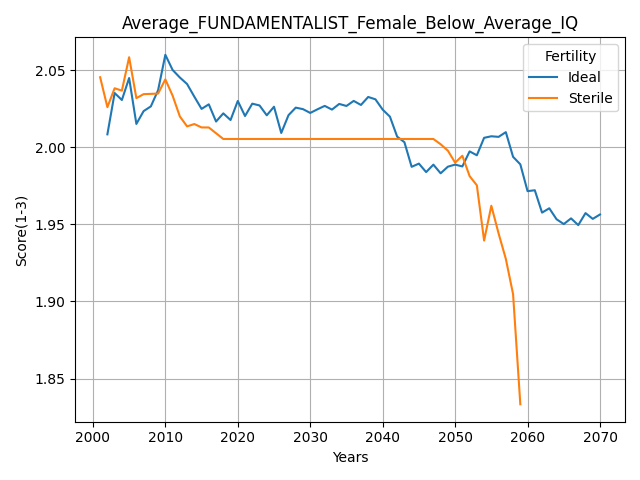 Average_FUNDAMENTALIST_Female_Below_Average_IQ
Fertility
Ideal
Sterile
Score(1-3)
2.05
2.00
1.95
1.90
1.85
2000 2010 2020 2030 2040 2050 2060 2070
Years